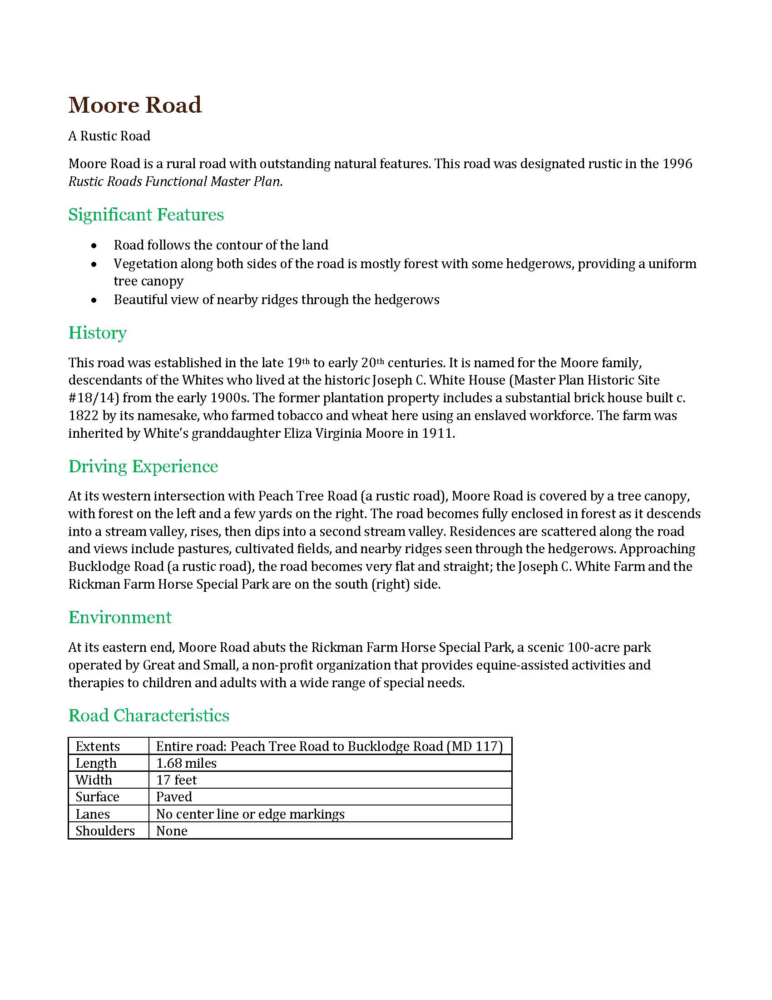 Moore Road
A Rustic Road
Moore Road is a rural road with outstanding natural features. This road was designated rustic in the 1996
Rustic Roads Functional Master Plan.
Significant Features
• Road follows the contour of the land
• Vegetation along both sides of the road is mostly forest with some hedgerows, providing a uniform
tree canopy
• Beautiful view of nearby ridges through the hedgerows
History
This road was established in the late 19th to early 20th centuries. It is named for the Moore family,
descendants of the Whites who lived at the historic Joseph C. White House (Master Plan Historic Site
#18/14) from the early 1900s. The former plantation property includes a substantial brick house built c.
1822 by its namesake, who farmed tobacco and wheat here using an enslaved workforce. The farm was
inherited by White's granddaughter Eliza Virginia Moore in 1911.
Driving Experience
At its western intersection with Peach Tree Road (a rustic road), Moore Road is covered by a tree canopy,
with forest on the left and a few yards on the right. The road becomes fully enclosed in forest as it descends
into a stream valley, rises, then dips into a second stream valley. Residences are scattered along the road
and views include pastures, cultivated fields, and nearby ridges seen through the hedgerows. Approaching
Bucklodge Road (a rustic road), the road becomes very flat and straight; the Joseph C. White Farm and the
Rickman Farm Horse Special Park are on the south (right) side.
Environment
At its eastern end, Moore Road abuts the Rickman Farm Horse Special Park, a scenic 100-acre park
operated by Great and Small, a non-profit organization that provides equine-assisted activities and
therapies to children and adults with a wide range of special needs.
Road Characteristics
Extents Entire road: Peach Tree Road to Bucklodge Road (MD 117)
Length 1.68 miles
Width 17 feet
Surface Paved
Lanes No center line or edge markings
Shoulders None